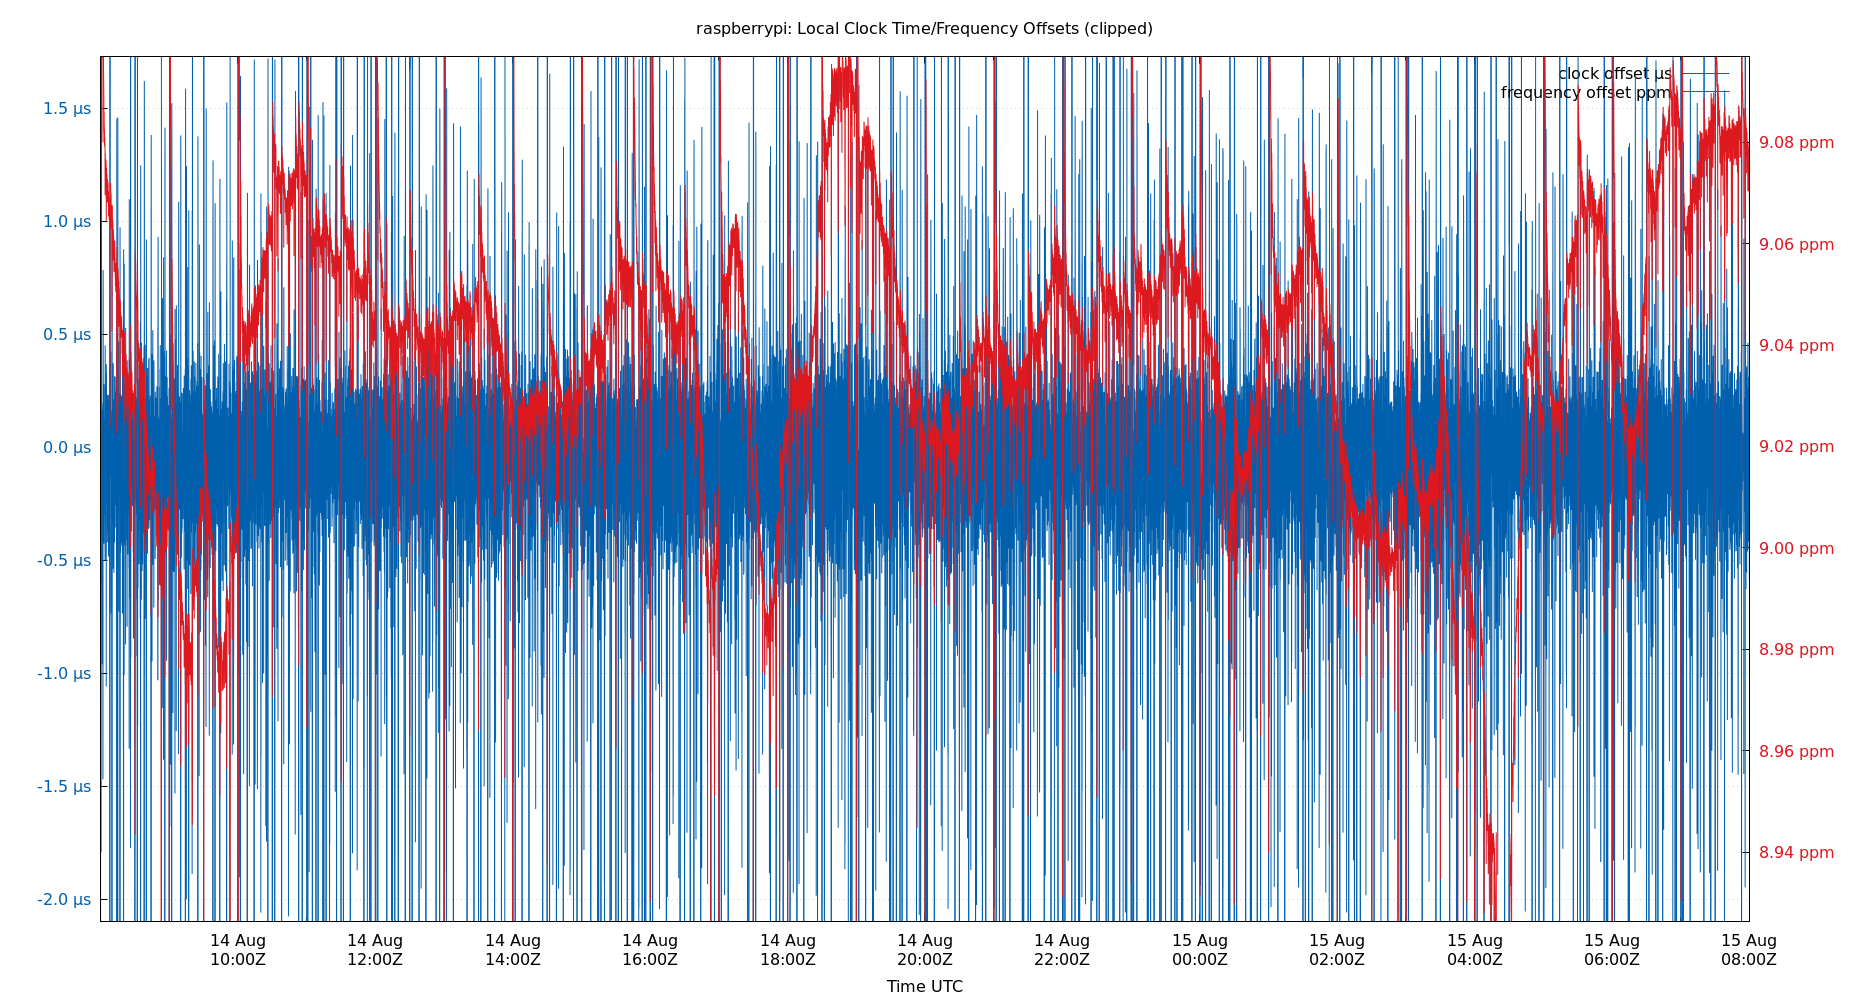 raspberrypi: Local Clock Time/Frequency Offsets (clipped)
clock offset µs
frequency offset ppm
1.5 µs
1.0 µs
0.5 µs
0.0 µs
-0.5 µs
-1.0 µs
-1.5 µs
-2.0 µs
9.08 ppm
9.06 ppm
9.04 ppm
9.02 ppm
9.00 ppm
8.98 ppm
8.96 ppm
8.94 ppm
14 Aug 14 Aug 14 Aug 14 Aug 14 Aug 14 Aug 14 Aug 15 Aug 15 Aug 15 Aug 15 Aug 15 Aug
10:00Z 12:00Z 14:00Z 16:00Z 18:00Z 20:00Z 22:00Z 00:00Z 02:00Z 04:00Z 06:00Z 08:00Z
Time UTC